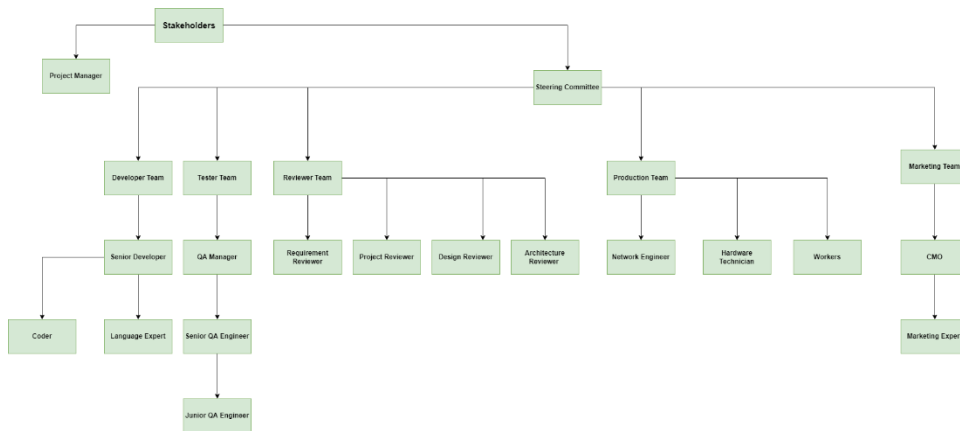 Stakeholders
Project Manager
Steering Committee
Marketing Team
Developer Team
Tester Team
Reviewer Team
Production Team
Senior Developer
QA Manager
Requirement
Reviewer
Project Reviewer
Design Reviewer
Architecture
Reviewer
Network Engineer
Hardware
Technician
Workers
CMO
Coder
Language Expert
Senior QA Engineer
Marketing Expert
Junior QA Engineer